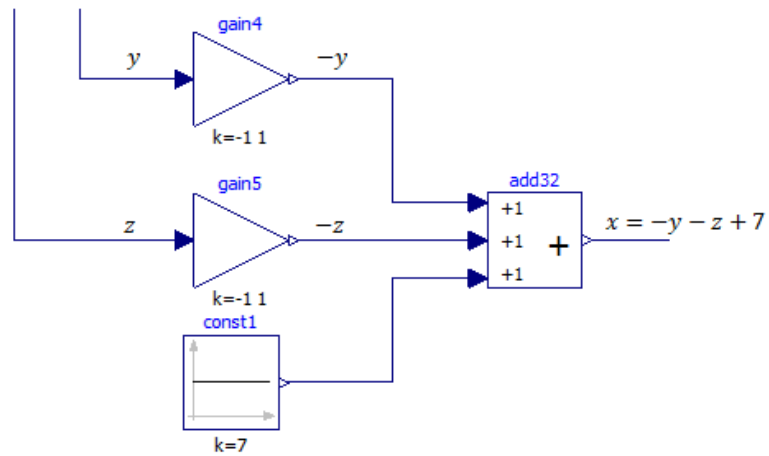 gain4
y
−y
k=-1 1
gain5
add32
+1
z
−z
+1
+
x = −y − z + 7
+1
k=-1 1
const1
k=7